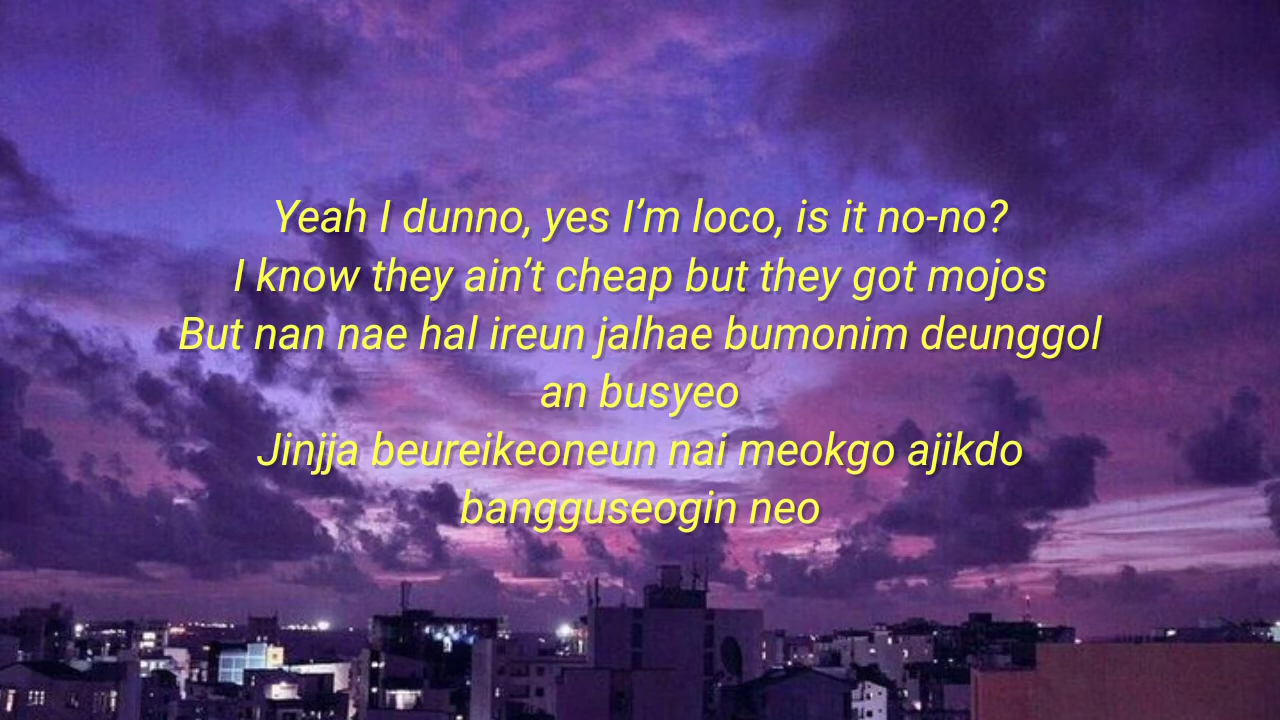 Yeah I dunno, yes I’m loco, is it no-no?
I know they ain’t cheap but they got mojos
But nan nae hal ireun jalhae bumonim deunggol
an busyeo
Jinjja beureikeoneun nai meokgo ajikdo
bangguseogin neo